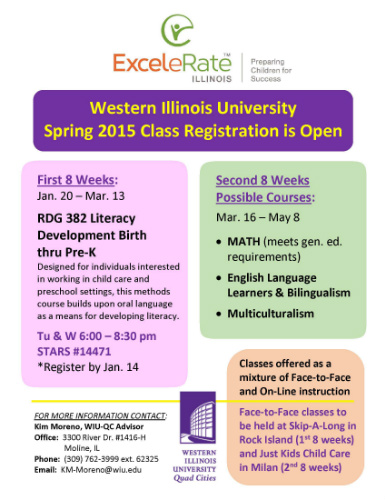 ExceleRate™
ILLINOIS
Preparing
Children for
Success
Western Illinois University
Spring 2015 Class Registration is Open
First 8 Weeks:
Jan. 20 – Mar. 13
RDG 382 Literacy
Development Birth
thru Pre-K
Designed for individuals interested
in working in child care and
preschool settings, this methods
course builds upon oral language
as a means for developing literacy.
Tu & W 6:00 – 8:30 pm
STARS #14471
*Register by Jan. 14
Second 8 Weeks
Possible Courses:
Mar. 16 – May 8
• MATH (meets gen. ed.
requirements)
• English Language
Learners & Bilingualism
• Multiculturalism
Classes offered as a
mixture of Face-to-Face
and On-Line instruction
Face-to-Face classes to
be held at Skip-A-Long in
Rock Island (1st 8 weeks)
and Just Kids Child Care
in Milan (2nd 8 weeks)
FOR MORE INFORMATION CONTACT:
Kim Moreno, WIU-QC Advisor
Office: 3300 River Dr. #1416-H
Moline, IL
Phone: (309) 762-3999 ext. 62325
Email: KM-Moreno@wiu.edu
WESTERN
ILLINOIS
UNIVERSITY
Quad Cities